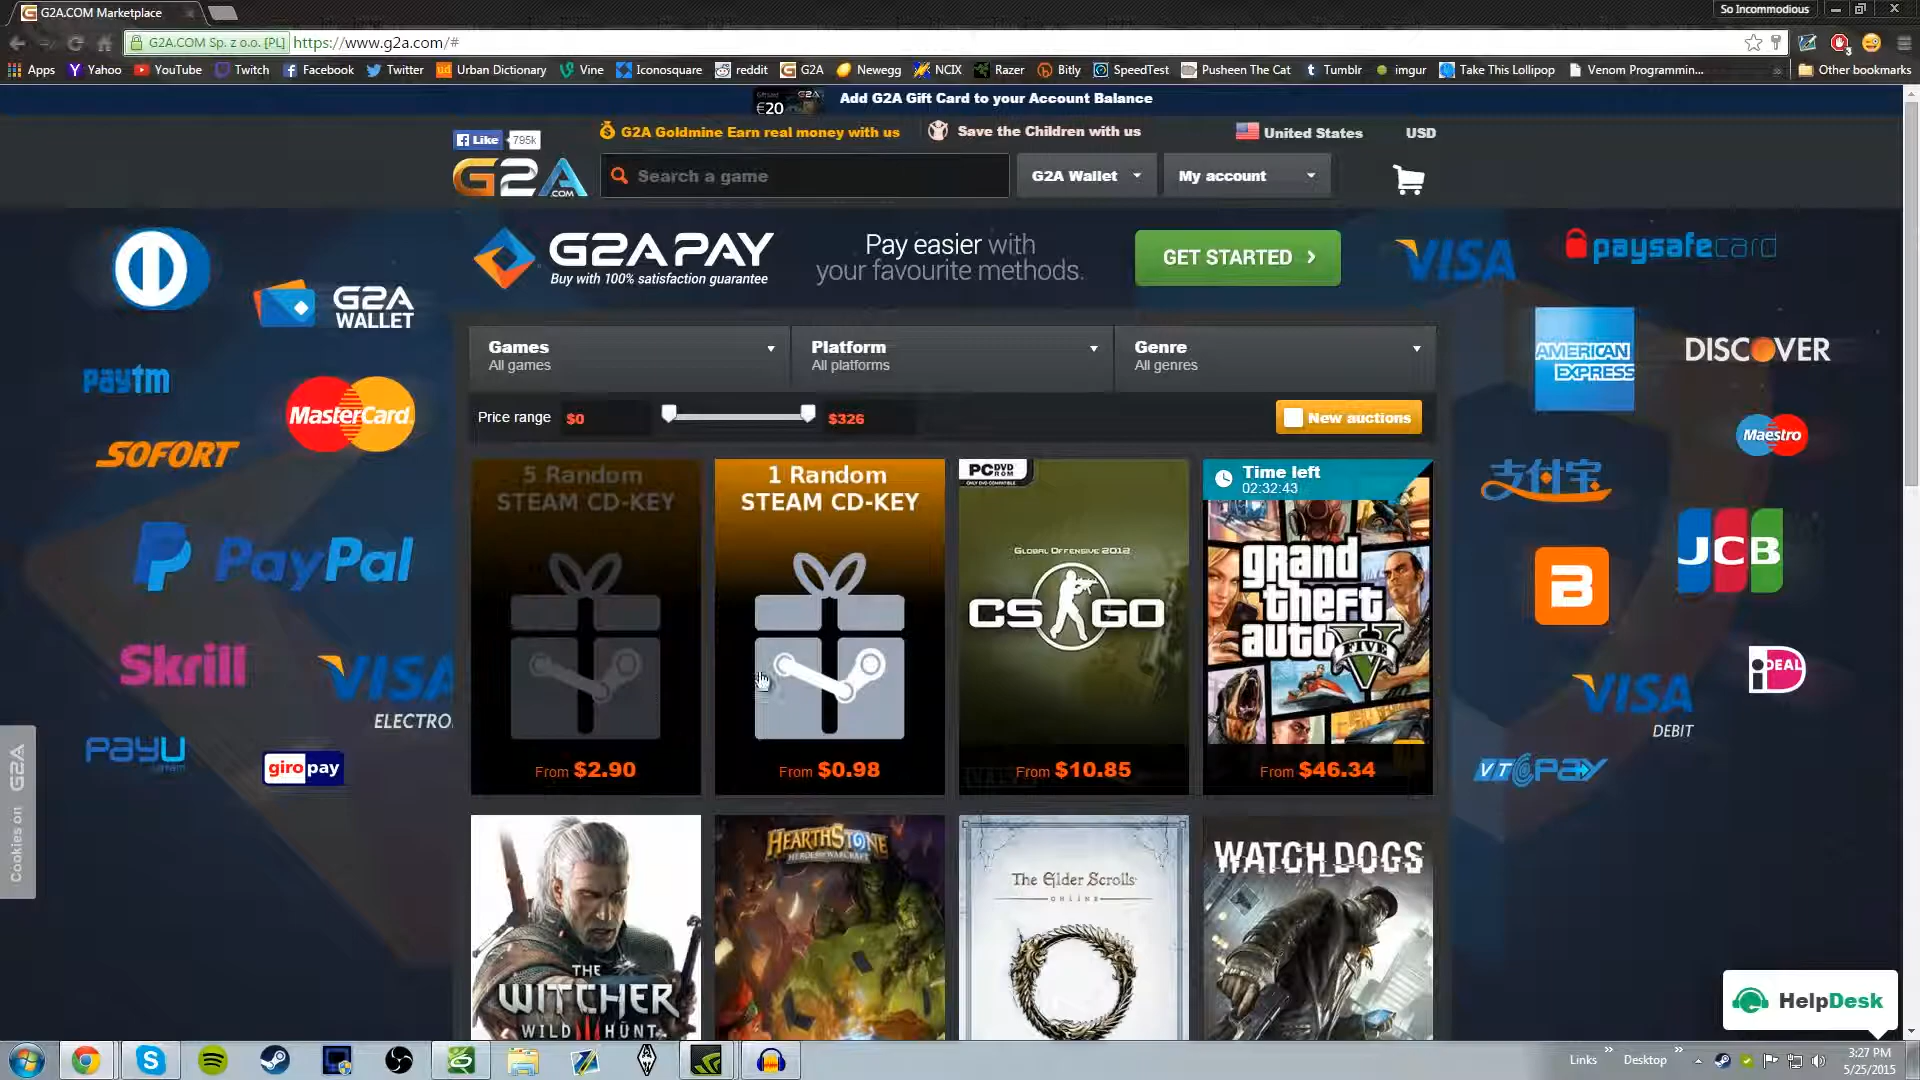 G2A.COM Marketplace
So Incommodious
G2A.COM Sp. z o.o. [PL] https://www.g2a.com/#
Apps Yahoo YouTube Twitch Facebook Twitter Urban Dictionary Vine Iconosquare reddit G2A Newegg NCIX Razer Bitly SpeedTest Pusheen The Cat Tumblr imgur Take This Lollipop Venom Programmin... Other bookmarks
€20 G2A Add G2A Gift Card to your Account Balance
Like 795k G2A Goldmine Earn real money with us Save the Children with us United States USD
G2A.COM Search a game G2A Wallet My account
G2A PAY
Buy with 100% satisfaction guarantee
Pay easier with
your favourite methods.
GET STARTED
VISA paysafecard
G2A
WALLET
AMERICAN
EXPRESS
DISCOVER
Paytm
MasterCard
SOFORT
Maestro
支付宝
PayPal
B
JCB
Skrill
VISA
ELECTRO
VISA
DEBIT
iDEAL
PayU
giropay
VTCPay
Games
All games
Platform
All platforms
Genre
All genres
Price range $0 $326 New auctions
5 Random
STEAM CD-KEY
From $2.90
1 Random
STEAM CD-KEY
From $0.98
PC DVD
ROM
GLOBAL OFFENSIVE 2012
CS GO
From $10.85
Time left
02:32:43
grand
theft
auto
V
FIVE
From $46.34
THE
WITCHER
WILD HUNT
HEARTHSTONE
HEROES OF WARCRAFT
The Elder Scrolls
ONLINE
WATCH_DOGS
Cookies on G2A
HelpDesk
Links Desktop 3:27 PM
5/25/2015